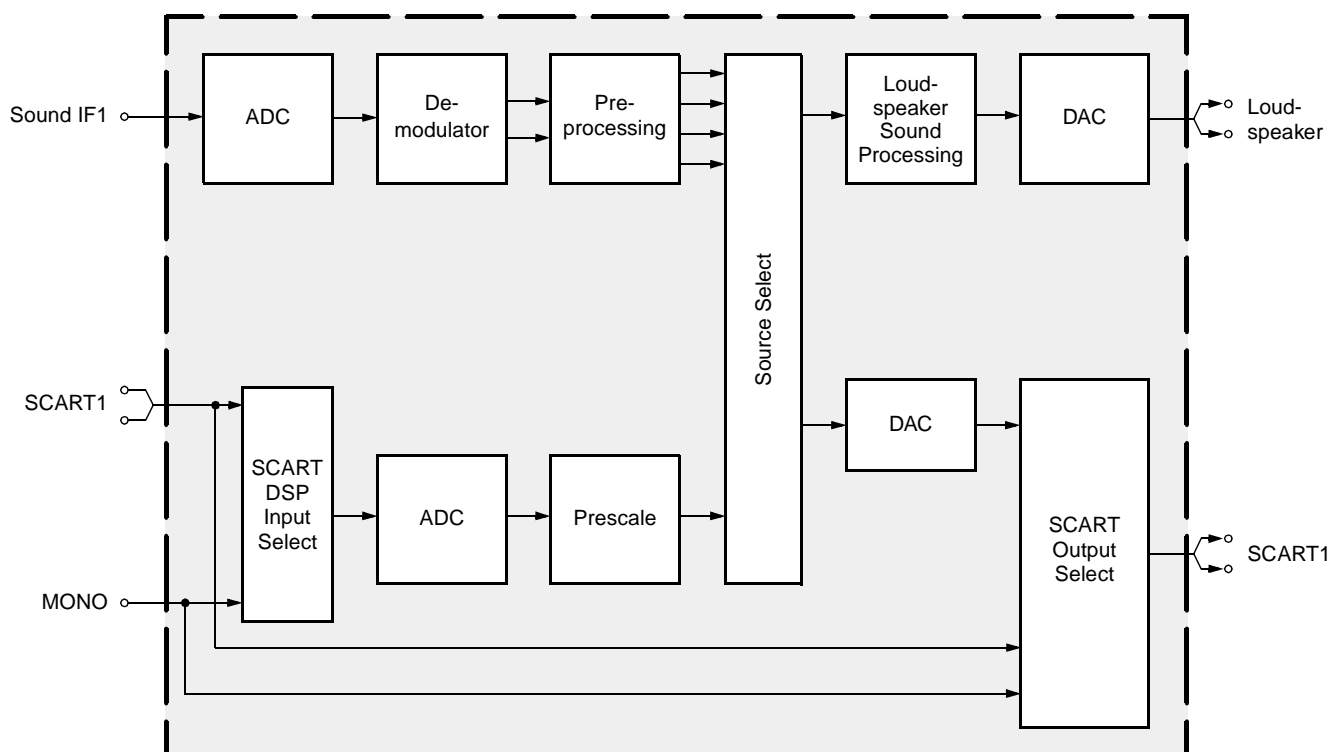 Sound IF1
ADC
De-
modulator
Pre-
processing
Loud-
speaker
Sound
Processing
DAC
Loud-
speaker
Source Select
SCART1
SCART
DSP
Input
Select
ADC
Prescale
DAC
SCART
Output
Select
SCART1
MONO